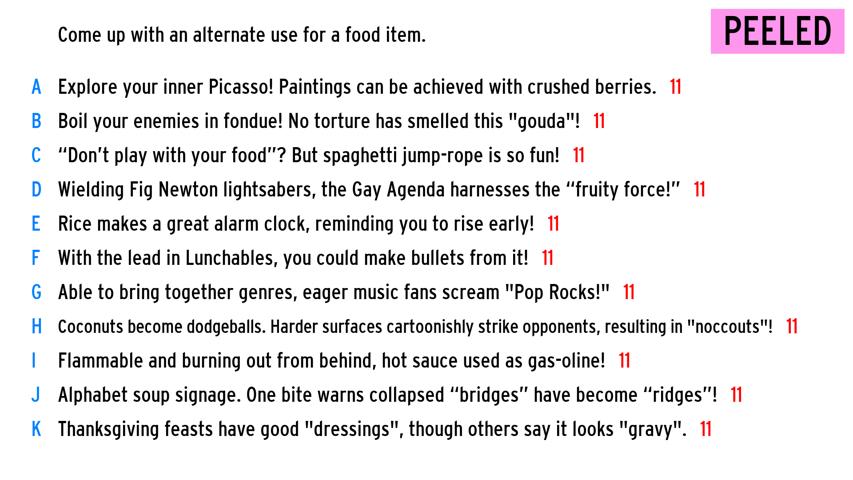 Come up with an alternate use for a food item.
PEELED
A Explore your inner Picasso! Paintings can be achieved with crushed berries. 11
B Boil your enemies in fondue! No torture has smelled this "gouda"! 11
C “Don’t play with your food”? But spaghetti jump-rope is so fun! 11
D Wielding Fig Newton lightsabers, the Gay Agenda harnesses the “fruity force!” 11
E Rice makes a great alarm clock, reminding you to rise early! 11
F With the lead in Lunchables, you could make bullets from it! 11
G Able to bring together genres, eager music fans scream "Pop Rocks!" 11
H Coconuts become dodgeballs. Harder surfaces cartoonishly strike opponents, resulting in "noccouts"! 11
I Flammable and burning out from behind, hot sauce used as gas-oline! 11
J Alphabet soup signage. One bite warns collapsed “bridges” have become “ridges”! 11
K Thanksgiving feasts have good "dressings", though others say it looks "gravy". 11